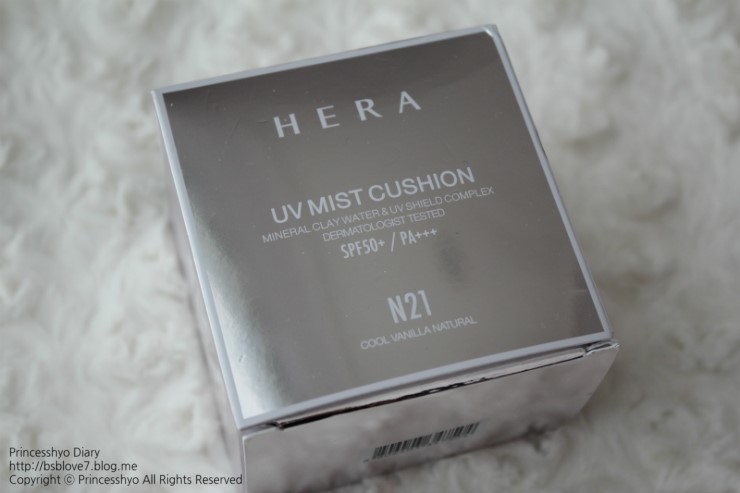 HERA
UV MIST CUSHION
MINERAL CLAY WATER & UV SHIELD COMPLEX
DERMATOLOGIST TESTED
SPF50+ / PA+++
N21
COOL VANILLA NATURAL
Princesshyo Diary
http://bsblove7.blog.me
Copyright © Princesshyo All Rights Reserved